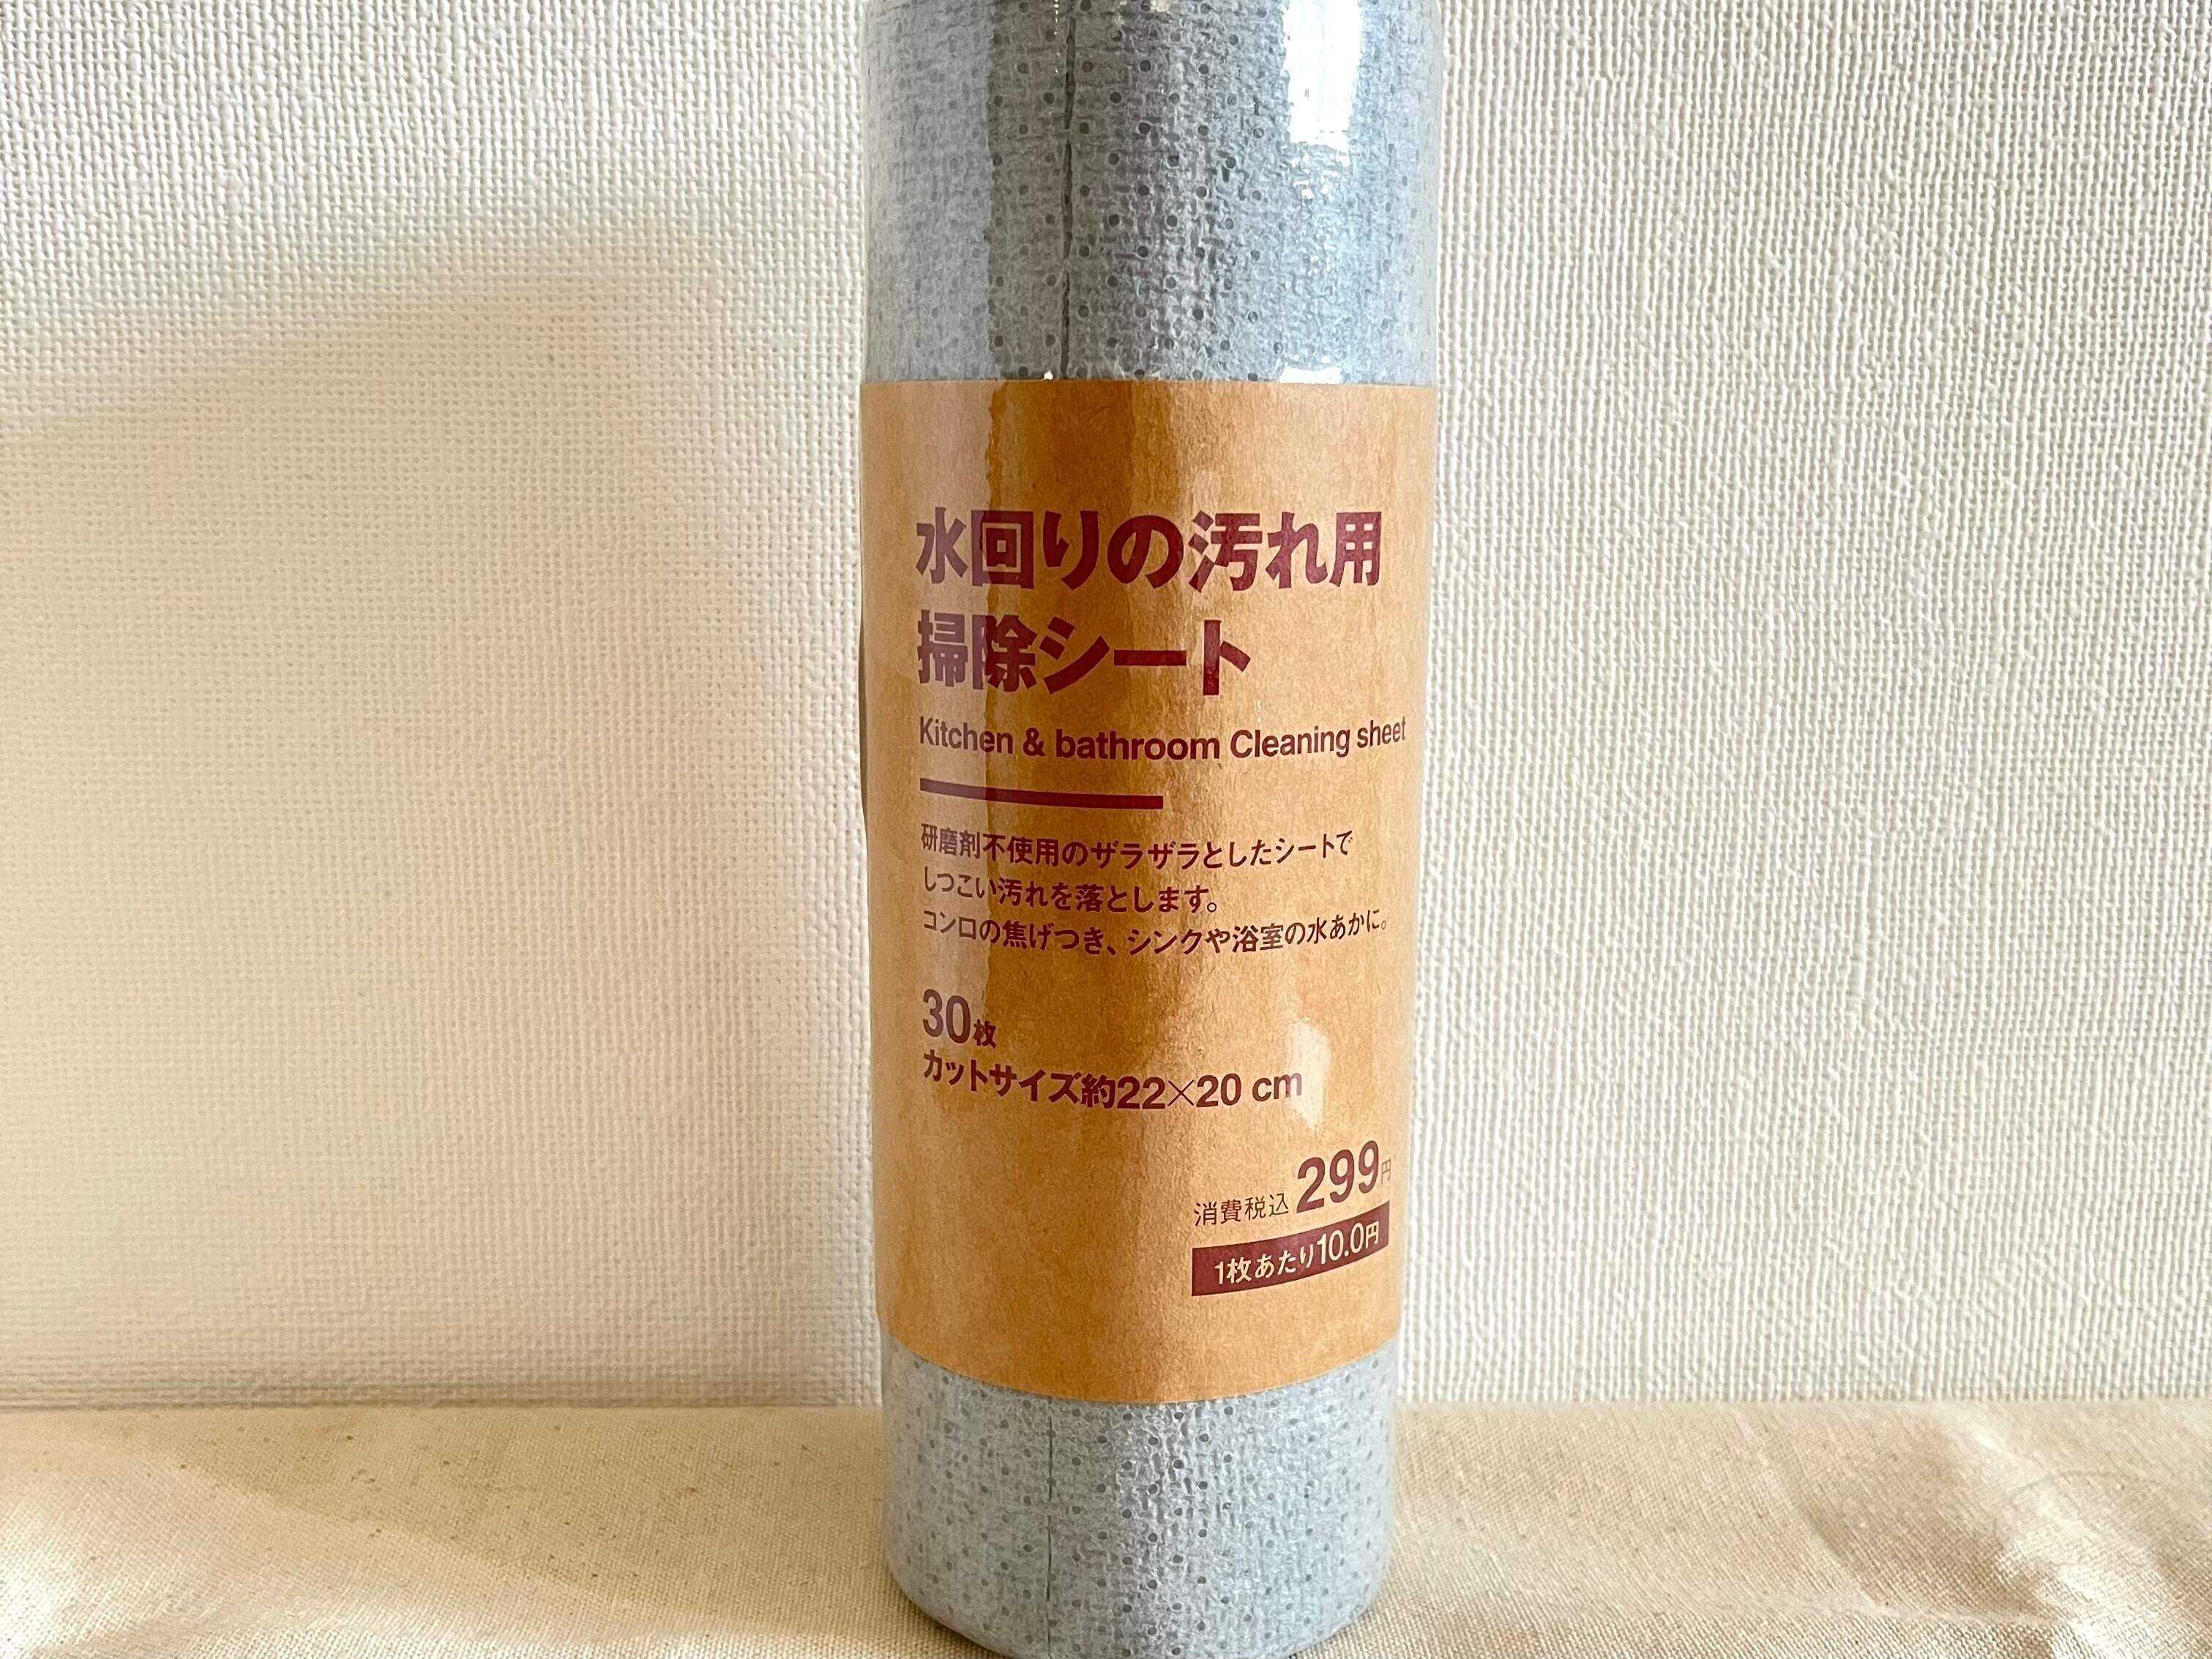 水回りの汚れ用
掃除シート
Kitchen & bathroom Cleaning sheet
研磨剤不使用のザラザラとしたシートで
しつこい汚れを落とします。
コンロの焦げつき、シンクや浴室の水あかに。
30枚
カットサイズ約22×20 cm
消費税込299円
1枚あたり10.0円